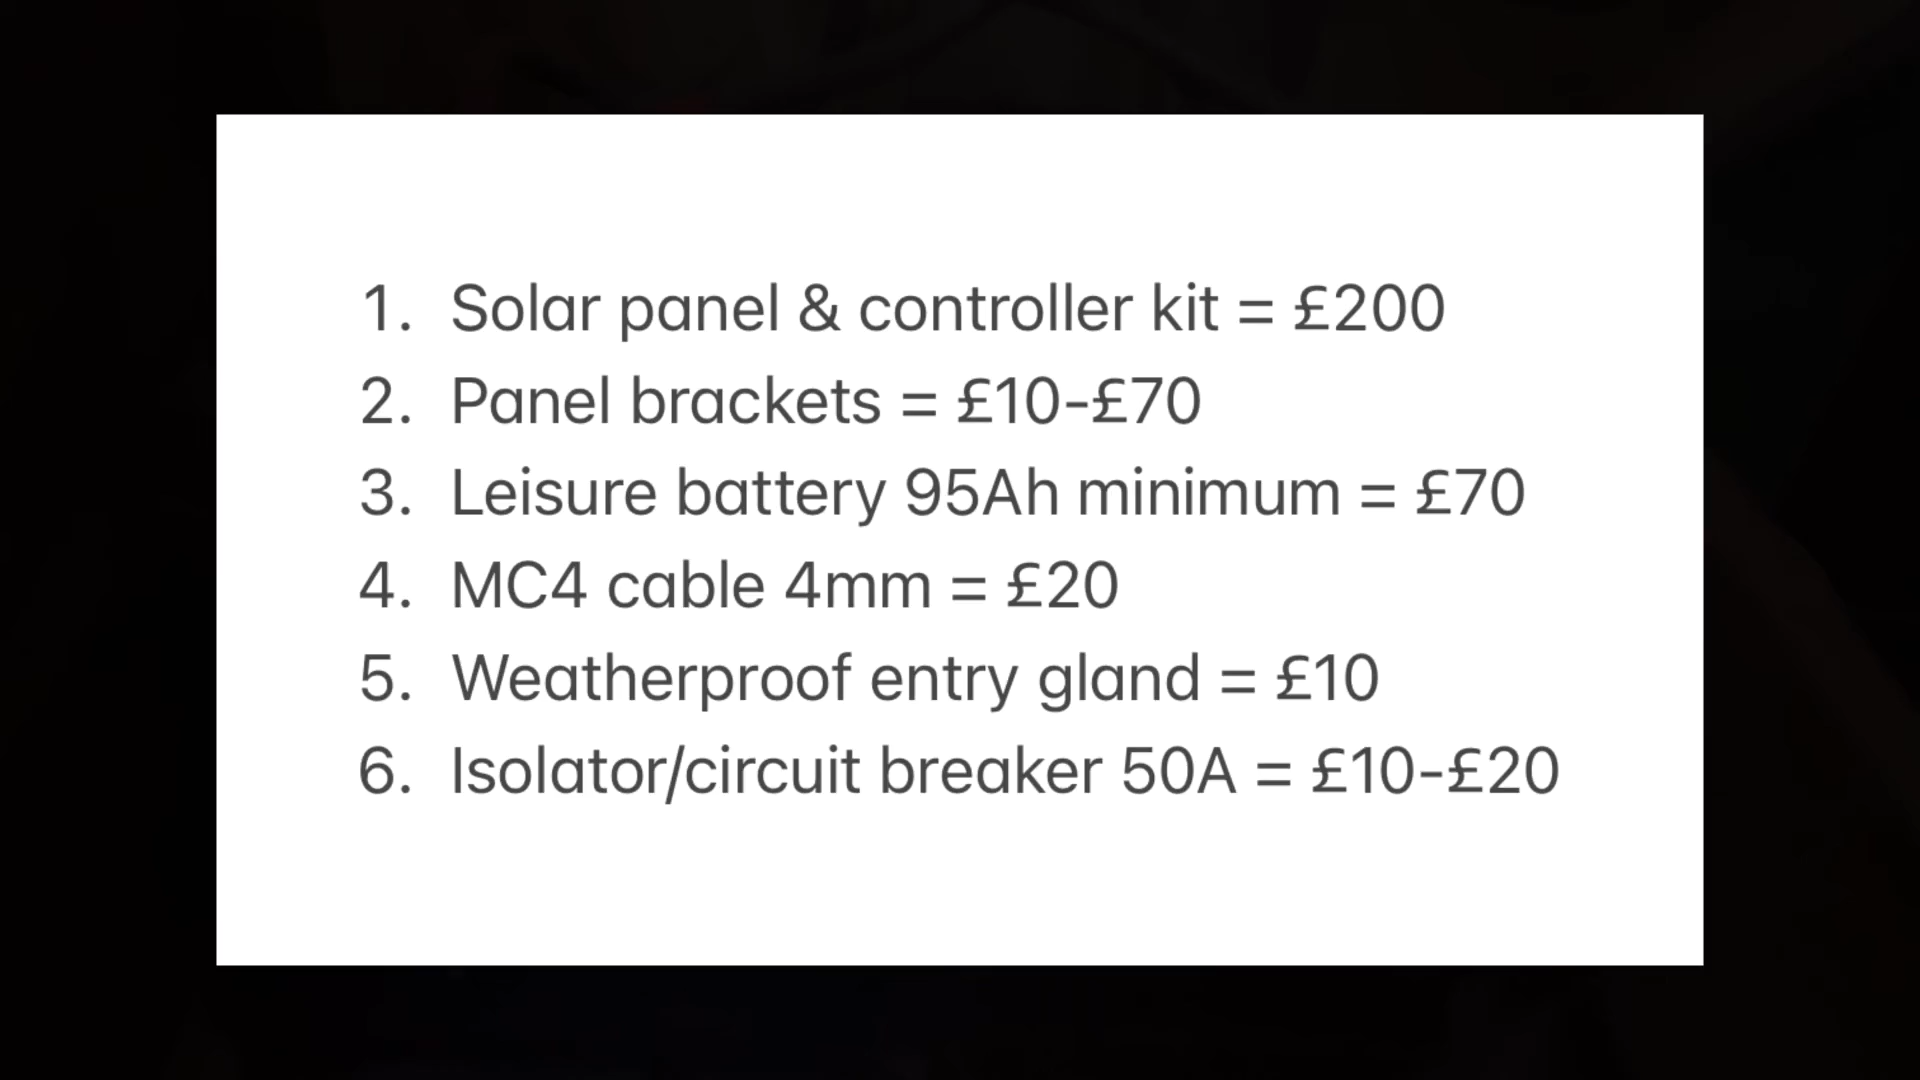 1. Solar panel & controller kit = £200
2. Panel brackets = £10-£70
3. Leisure battery 95Ah minimum = £70
4. MC4 cable 4mm = £20
5. Weatherproof entry gland = £10
6. Isolator/circuit breaker 50A = £10-£20